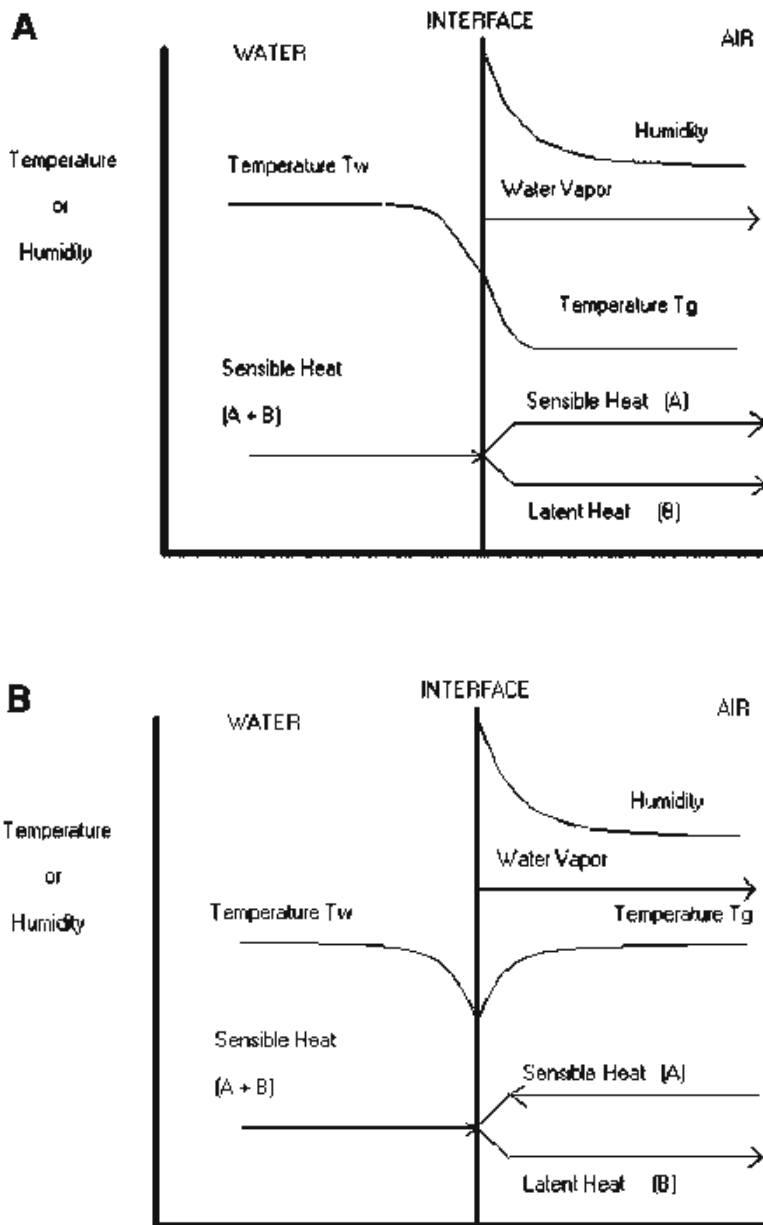 A
INTERFACE
WATER
AIR
Humidity
Temperature
or
Humidity
Temperature Tw
Water Vapor
Temperature Tg
Sensible Heat
(A + B)
Sensible Heat (A)
Latent Heat (B)
B
INTERFACE
WATER
AIR
Humidity
Temperature
or
Humidity
Water Vapor
Temperature Tw
Temperature Tg
Sensible Heat
(A + B)
Sensible Heat (A)
Latent Heat (B)